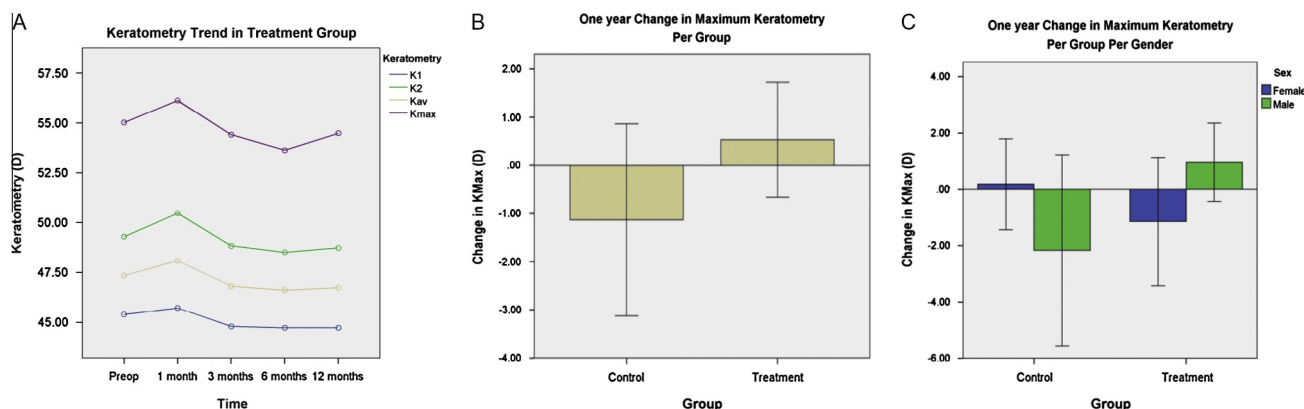 A
Keratometry Trend in Treatment Group
Keratometry
K1
K2
Kav
Kmax
57.50
55.00
52.50
50.00
47.50
45.00
Keratometry (D)
Preop 1 month 3 months 6 months 12 months
Time
B
One year Change in Maximum Keratometry
Per Group
2.00
1.00
.00
-1.00
-2.00
-3.00
-4.00
Change in KMax (D)
Control Treatment
Group
C
One year Change in Maximum Keratometry
Per Group Per Gender
Sex
Female
Male
4.00
2.00
.00
-2.00
-4.00
-6.00
Change in KMax (D)
Control Treatment
Group